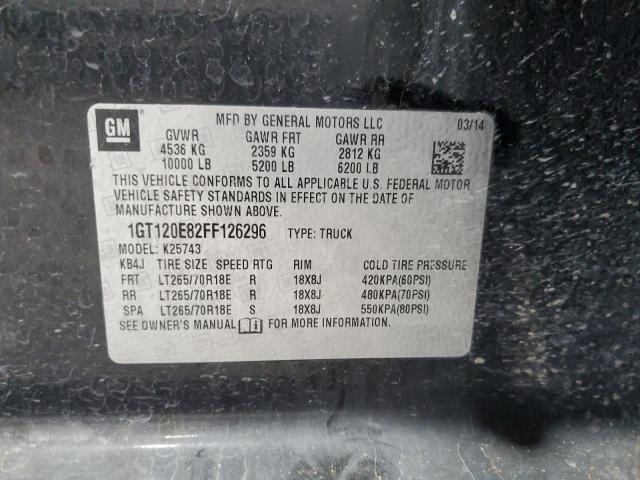 GM
MFD BY GENERAL MOTORS LLC 03/14
GVWR GAWR FRT GAWR RR
4536 KG 2359 KG 2812 KG
10000 LB 5200 LB 6200 LB
THIS VEHICLE CONFORMS TO ALL APPLICABLE U.S. FEDERAL MOTOR
VEHICLE SAFETY STANDARDS IN EFFECT ON THE DATE OF
MANUFACTURE SHOWN ABOVE.
1GT120E82FF126296 TYPE: TRUCK
MODEL: K25743
KB4J TIRE SIZE SPEED RTG RIM COLD TIRE PRESSURE
FRT LT265/70R18E R 18X8J 420KPA(60PSI)
RR LT265/70R18E R 18X8J 480KPA(70PSI)
SPA LT265/70R18E S 18X8J 550KPA(80PSI)
SEE OWNER'S MANUAL FOR MORE INFORMATION.